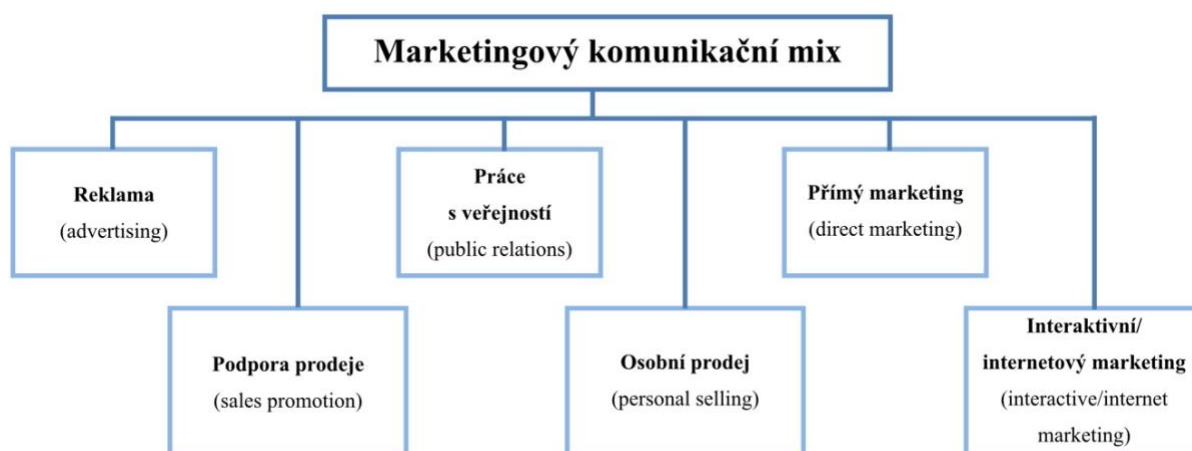 Marketingový komunikační mix
Reklama
(advertising)
Práce
s veřejností
(public relations)
Přímý marketing
(direct marketing)
Podpora prodeje
(sales promotion)
Osobní prodej
(personal selling)
Interaktivní/
internetový marketing
(interactive/internet
marketing)